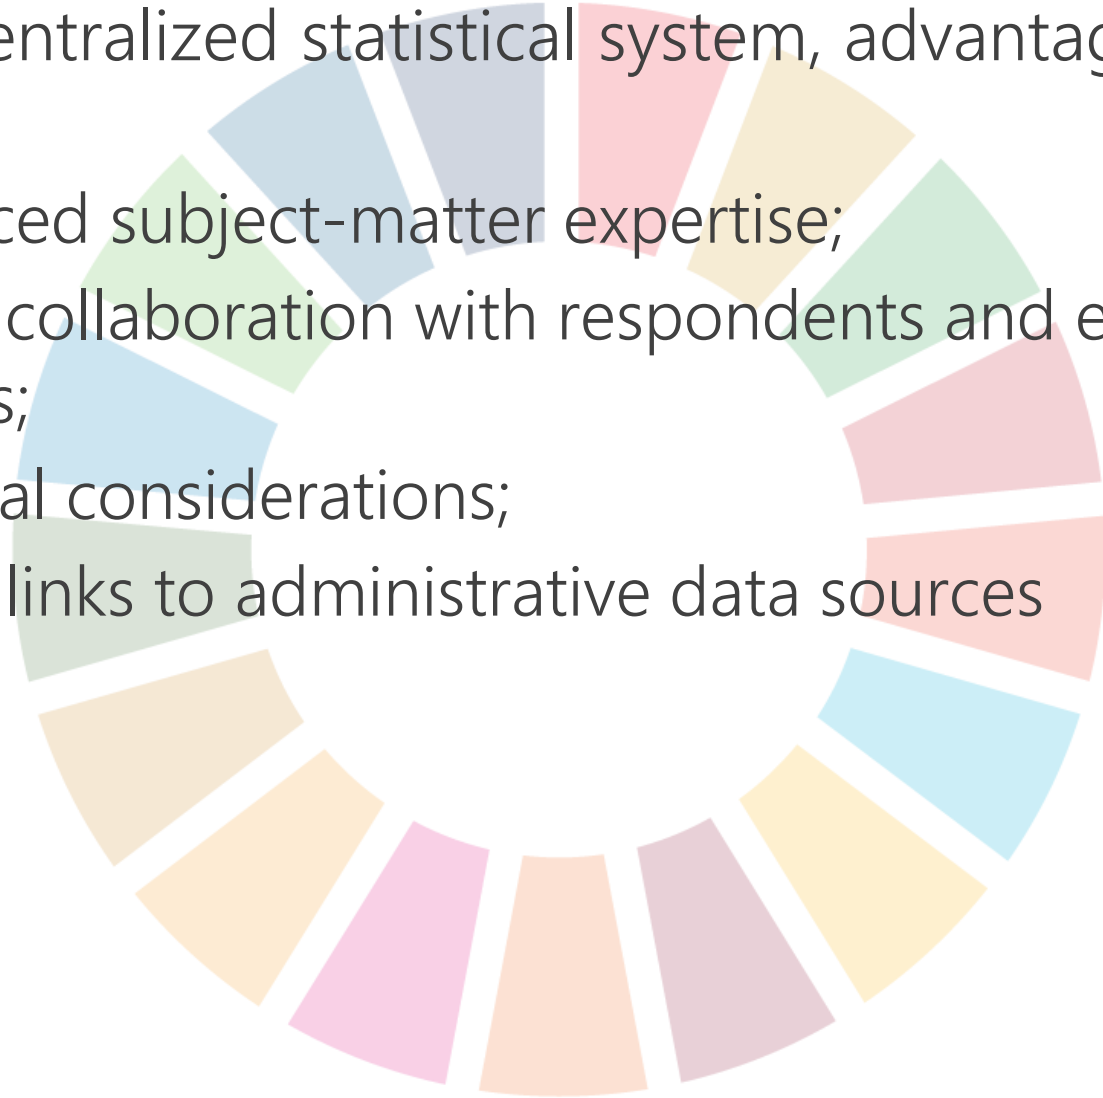 entralized statistical system, advantag
ced subject-matter expertise;
collaboration with respondents and e
s;
al considerations;
links to administrative data sources